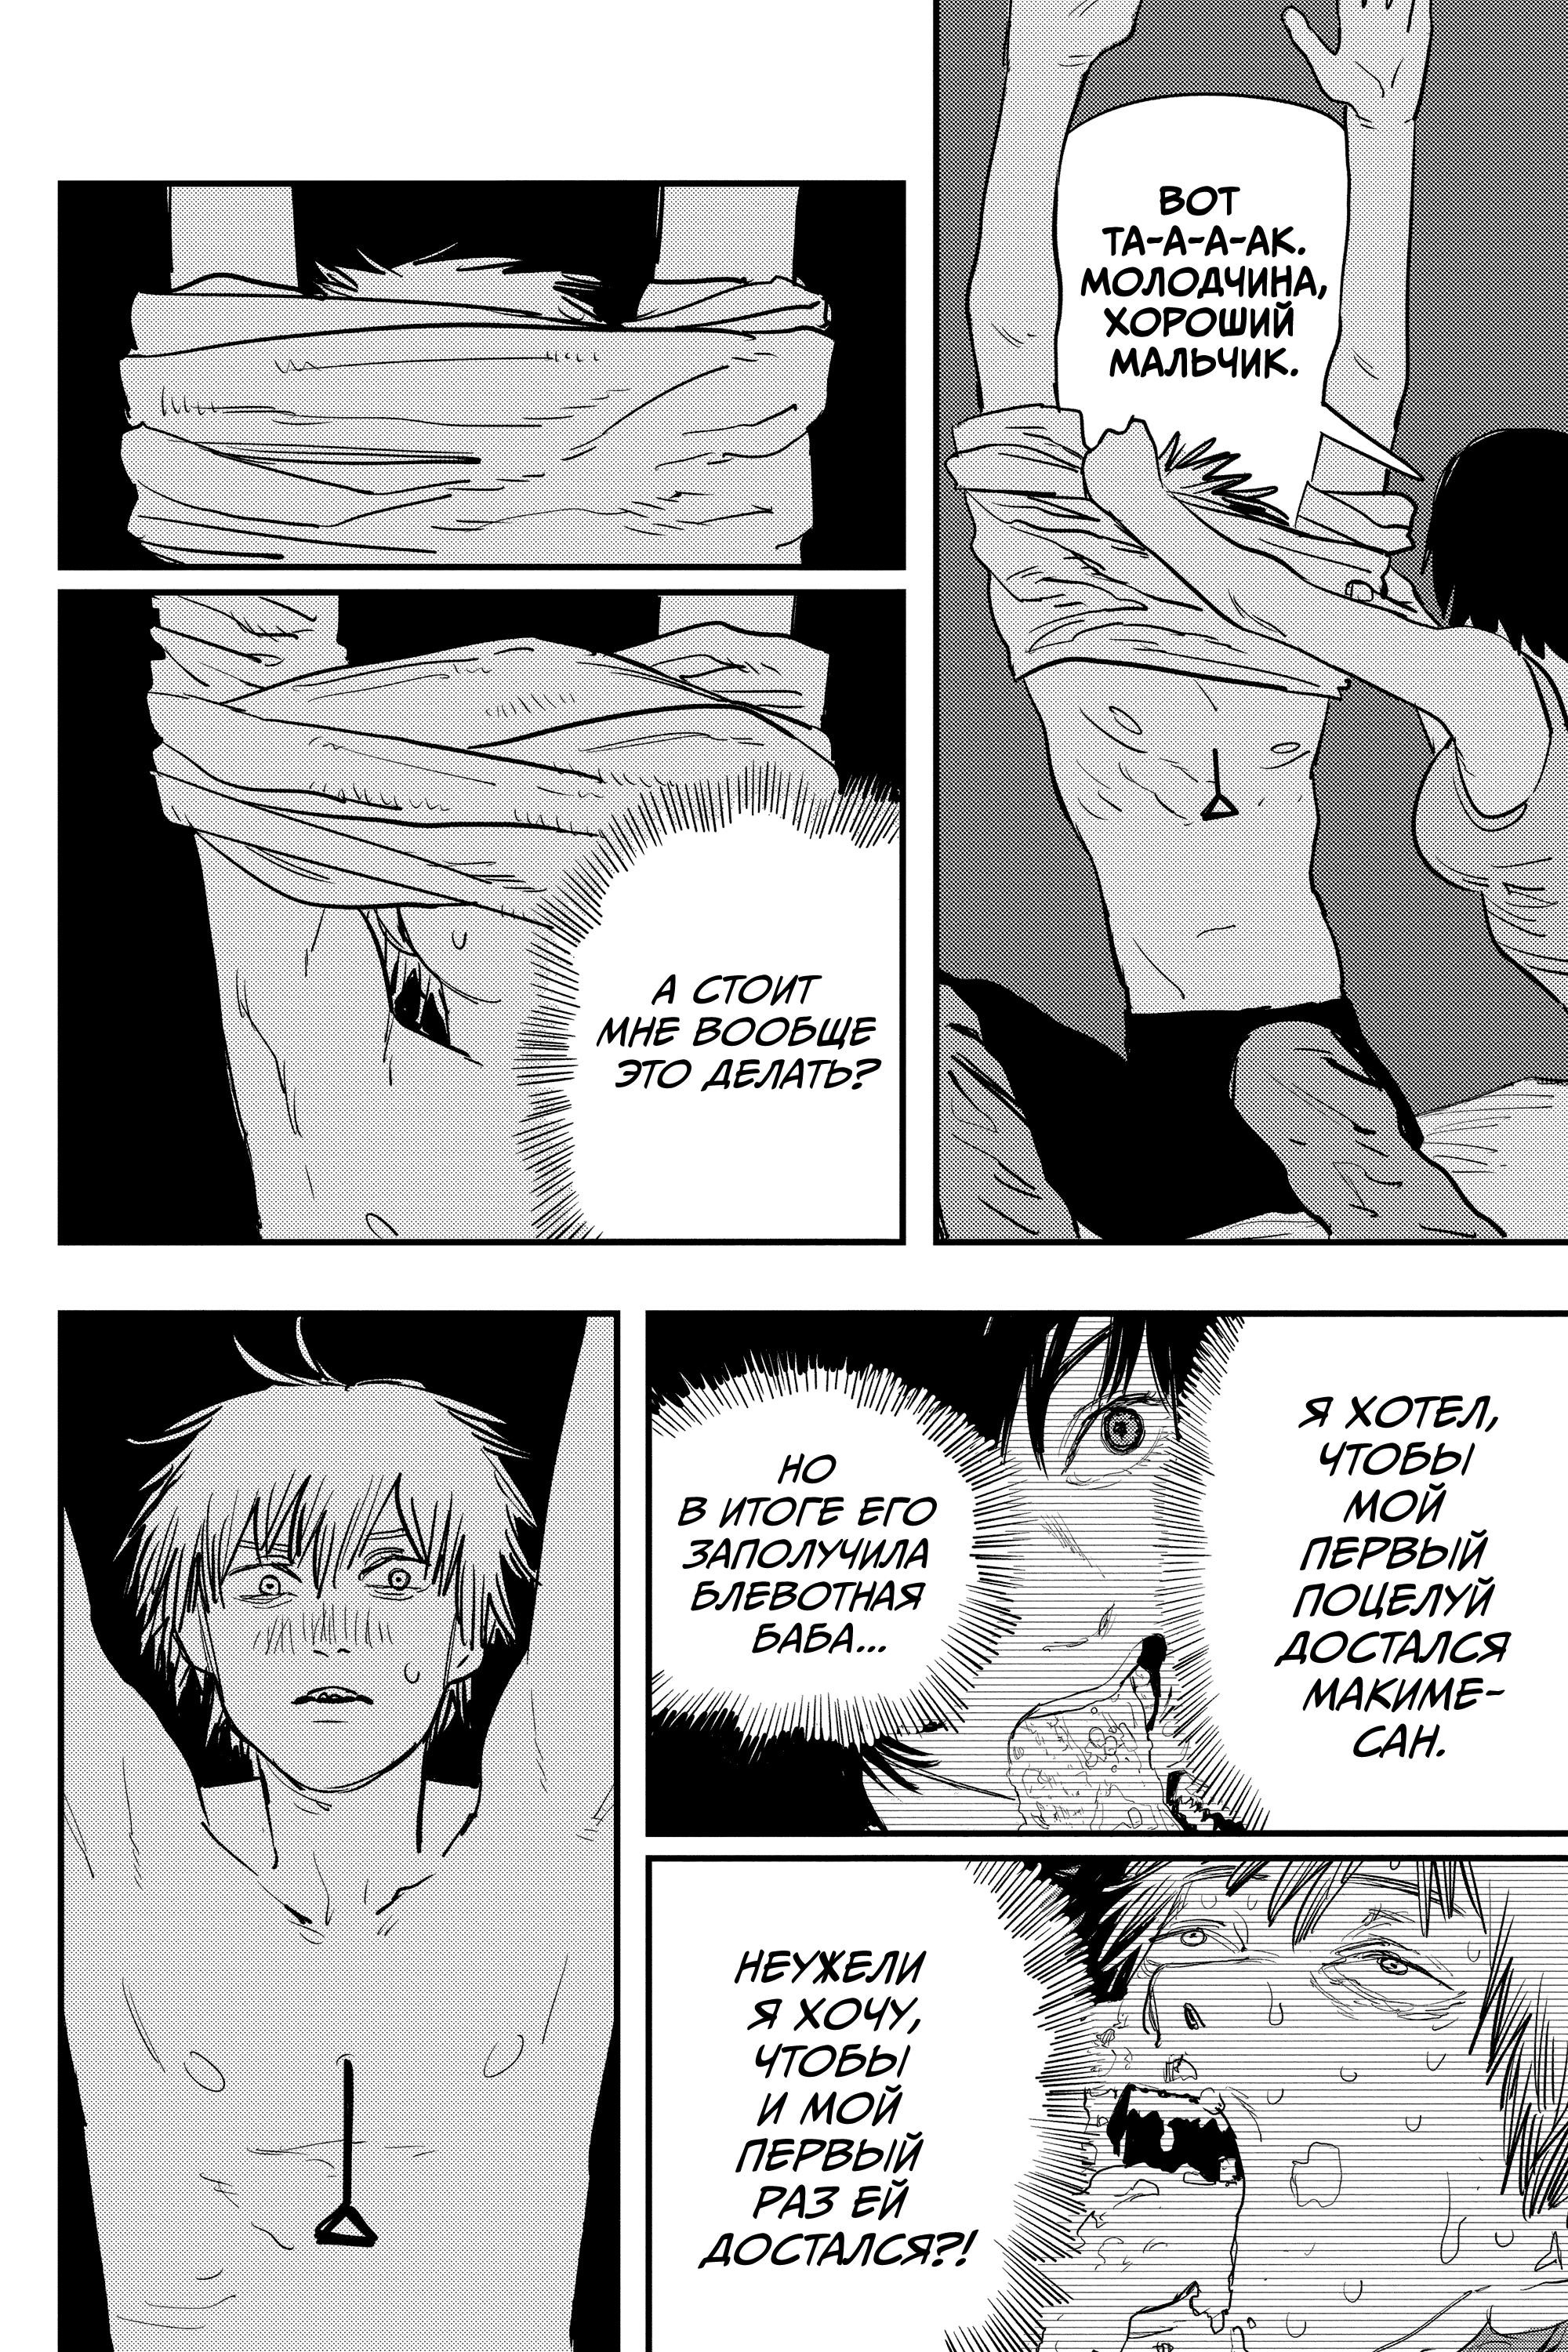 ВОТ
ТА-А-А-АК.
МОЛОДЧИНА,
ХОРОШИЙ
МАЛЬЧИК.
А СТОИТ
МНЕ ВООБЩЕ
ЭТО ДЕЛАТЬ?
Я ХОТЕЛ,
ЧТОБЫ
МОЙ
ПЕРВЫЙ
ПОЦЕЛУЙ
ДОСТАЛСЯ
МАКИМЕ-
САН.
НО
В ИТОГЕ ЕГО
ЗАПОЛУЧИЛА
БЛЕВОТНАЯ
БАБА...
НЕУЖЕЛИ
Я ХОЧУ,
ЧТОБЫ
И МОЙ
ПЕРВЫЙ
РАЗ ЕЙ
ДОСТАЛСЯ?!